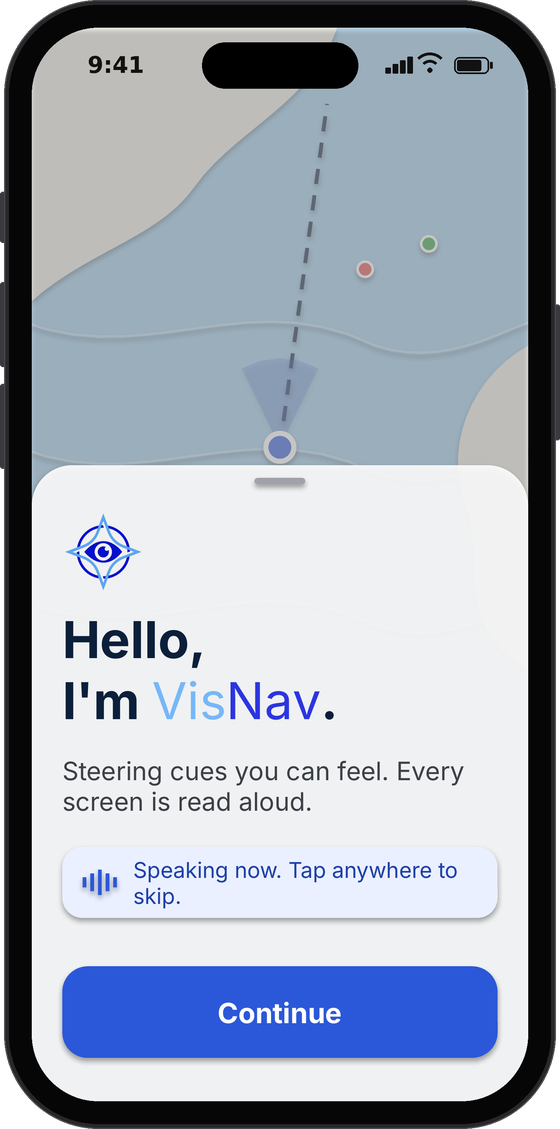 9:41
Hello,
I'm VisNav.
Steering cues you can feel. Every
screen is read aloud.
Speaking now. Tap anywhere to
skip.
Continue